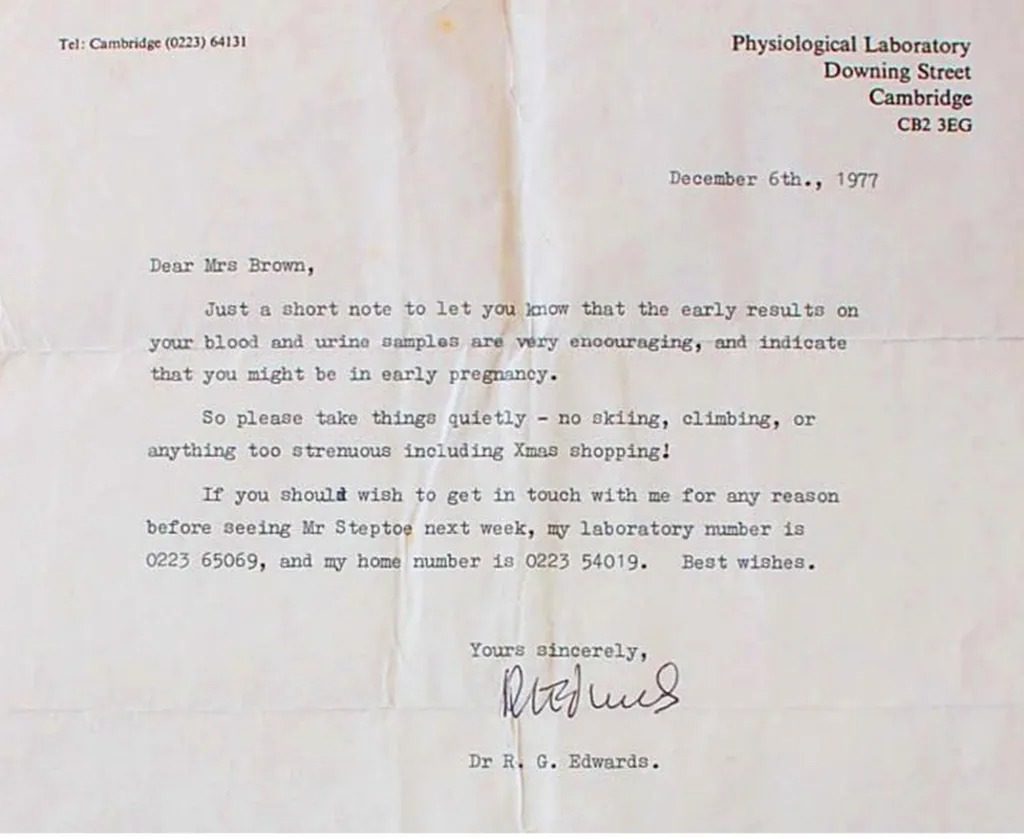 Tel: Cambridge (0223) 64131
Physiological Laboratory
Downing Street
Cambridge
CB2 3EG
December 6th., 1977
Dear Mrs Brown,
Just a short note to let you know that the early results on
your blood and urine samples are very encouraging, and indicate
that you might be in early pregnancy.
So please take things quietly - no skiing, climbing, or
anything too strenuous including Xmas shopping!
If you should wish to get in touch with me for any reason
before seeing Mr Steptoe next week, my laboratory number is
0223 65069, and my home number is 0223 54019. Best wishes.
Yours sincerely,
R G Edwards
Dr R. G. Edwards.